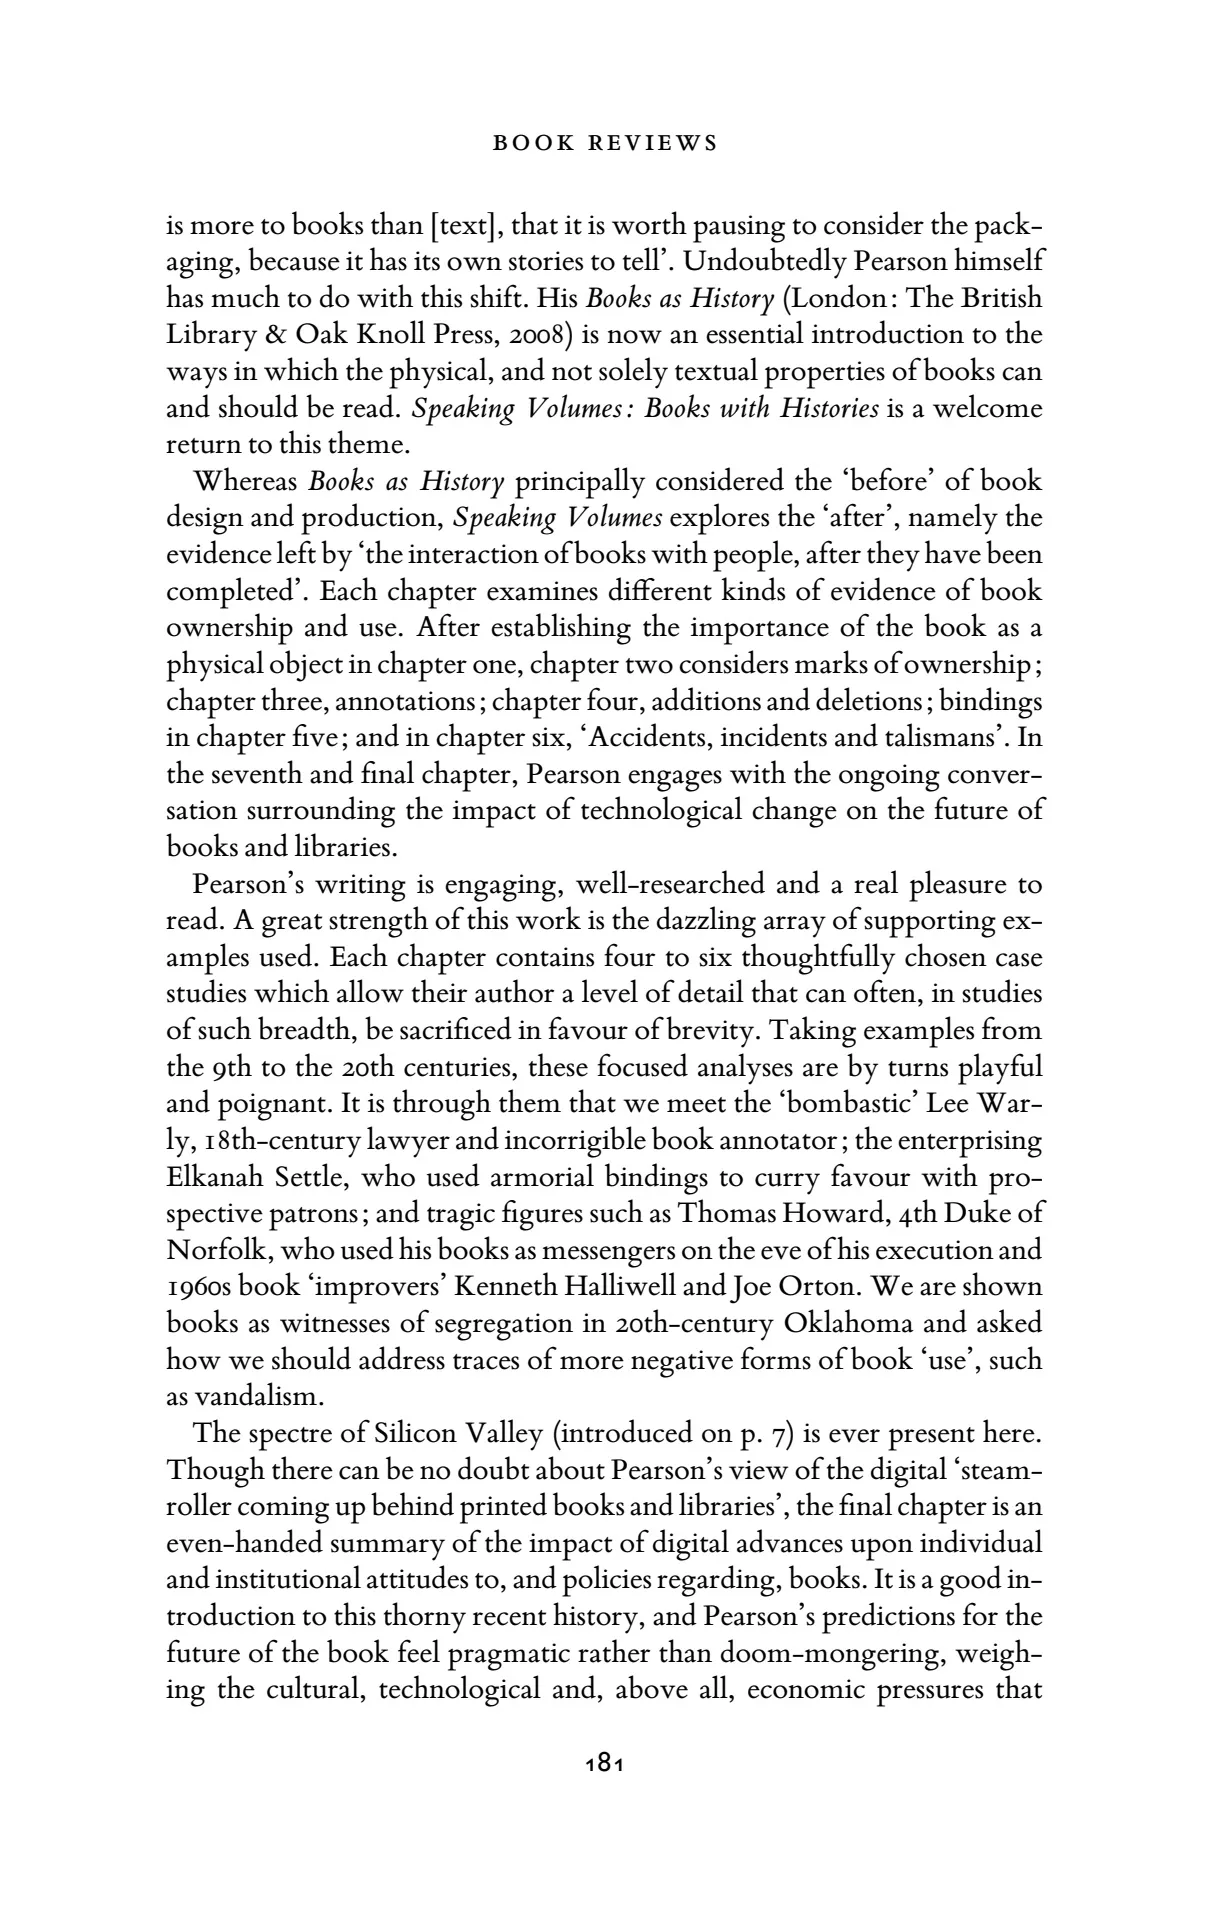 BOOK REVIEWS
is more to books than [text], that it is worth pausing to consider the pack-
aging, because it has its own stories to tell’. Undoubtedly Pearson himself
has much to do with this shift. His Books as History (London: The British
Library & Oak Knoll Press, 2008) is now an essential introduction to the
ways in which the physical, and not solely textual properties of books can
and should be read. Speaking Volumes: Books with Histories is a welcome
return to this theme.
Whereas Books as History principally considered the ‘before’ of book
design and production, Speaking Volumes explores the ‘after’, namely the
evidence left by ‘the interaction of books with people, after they have been
completed’. Each chapter examines different kinds of evidence of book
ownership and use. After establishing the importance of the book as a
physical object in chapter one, chapter two considers marks of ownership;
chapter three, annotations; chapter four, additions and deletions; bindings
in chapter five; and in chapter six, ‘Accidents, incidents and talismans’. In
the seventh and final chapter, Pearson engages with the ongoing conver-
sation surrounding the impact of technological change on the future of
books and libraries.
Pearson’s writing is engaging, well-researched and a real pleasure to
read. A great strength of this work is the dazzling array of supporting ex-
amples used. Each chapter contains four to six thoughtfully chosen case
studies which allow their author a level of detail that can often, in studies
of such breadth, be sacrificed in favour of brevity. Taking examples from
the 9th to the 20th centuries, these focused analyses are by turns playful
and poignant. It is through them that we meet the ‘bombastic’ Lee War-
ly, 18th-century lawyer and incorrigible book annotator; the enterprising
Elkanah Settle, who used armorial bindings to curry favour with pro-
spective patrons; and tragic figures such as Thomas Howard, 4th Duke of
Norfolk, who used his books as messengers on the eve of his execution and
1960s book ‘improvers’ Kenneth Halliwell and Joe Orton. We are shown
books as witnesses of segregation in 20th-century Oklahoma and asked
how we should address traces of more negative forms of book ‘use’, such
as vandalism.
The spectre of Silicon Valley (introduced on p. 7) is ever present here.
Though there can be no doubt about Pearson’s view of the digital ‘steam-
roller coming up behind printed books and libraries’, the final chapter is an
even-handed summary of the impact of digital advances upon individual
and institutional attitudes to, and policies regarding, books. It is a good in-
troduction to this thorny recent history, and Pearson’s predictions for the
future of the book feel pragmatic rather than doom-mongering, weigh-
ing the cultural, technological and, above all, economic pressures that
181